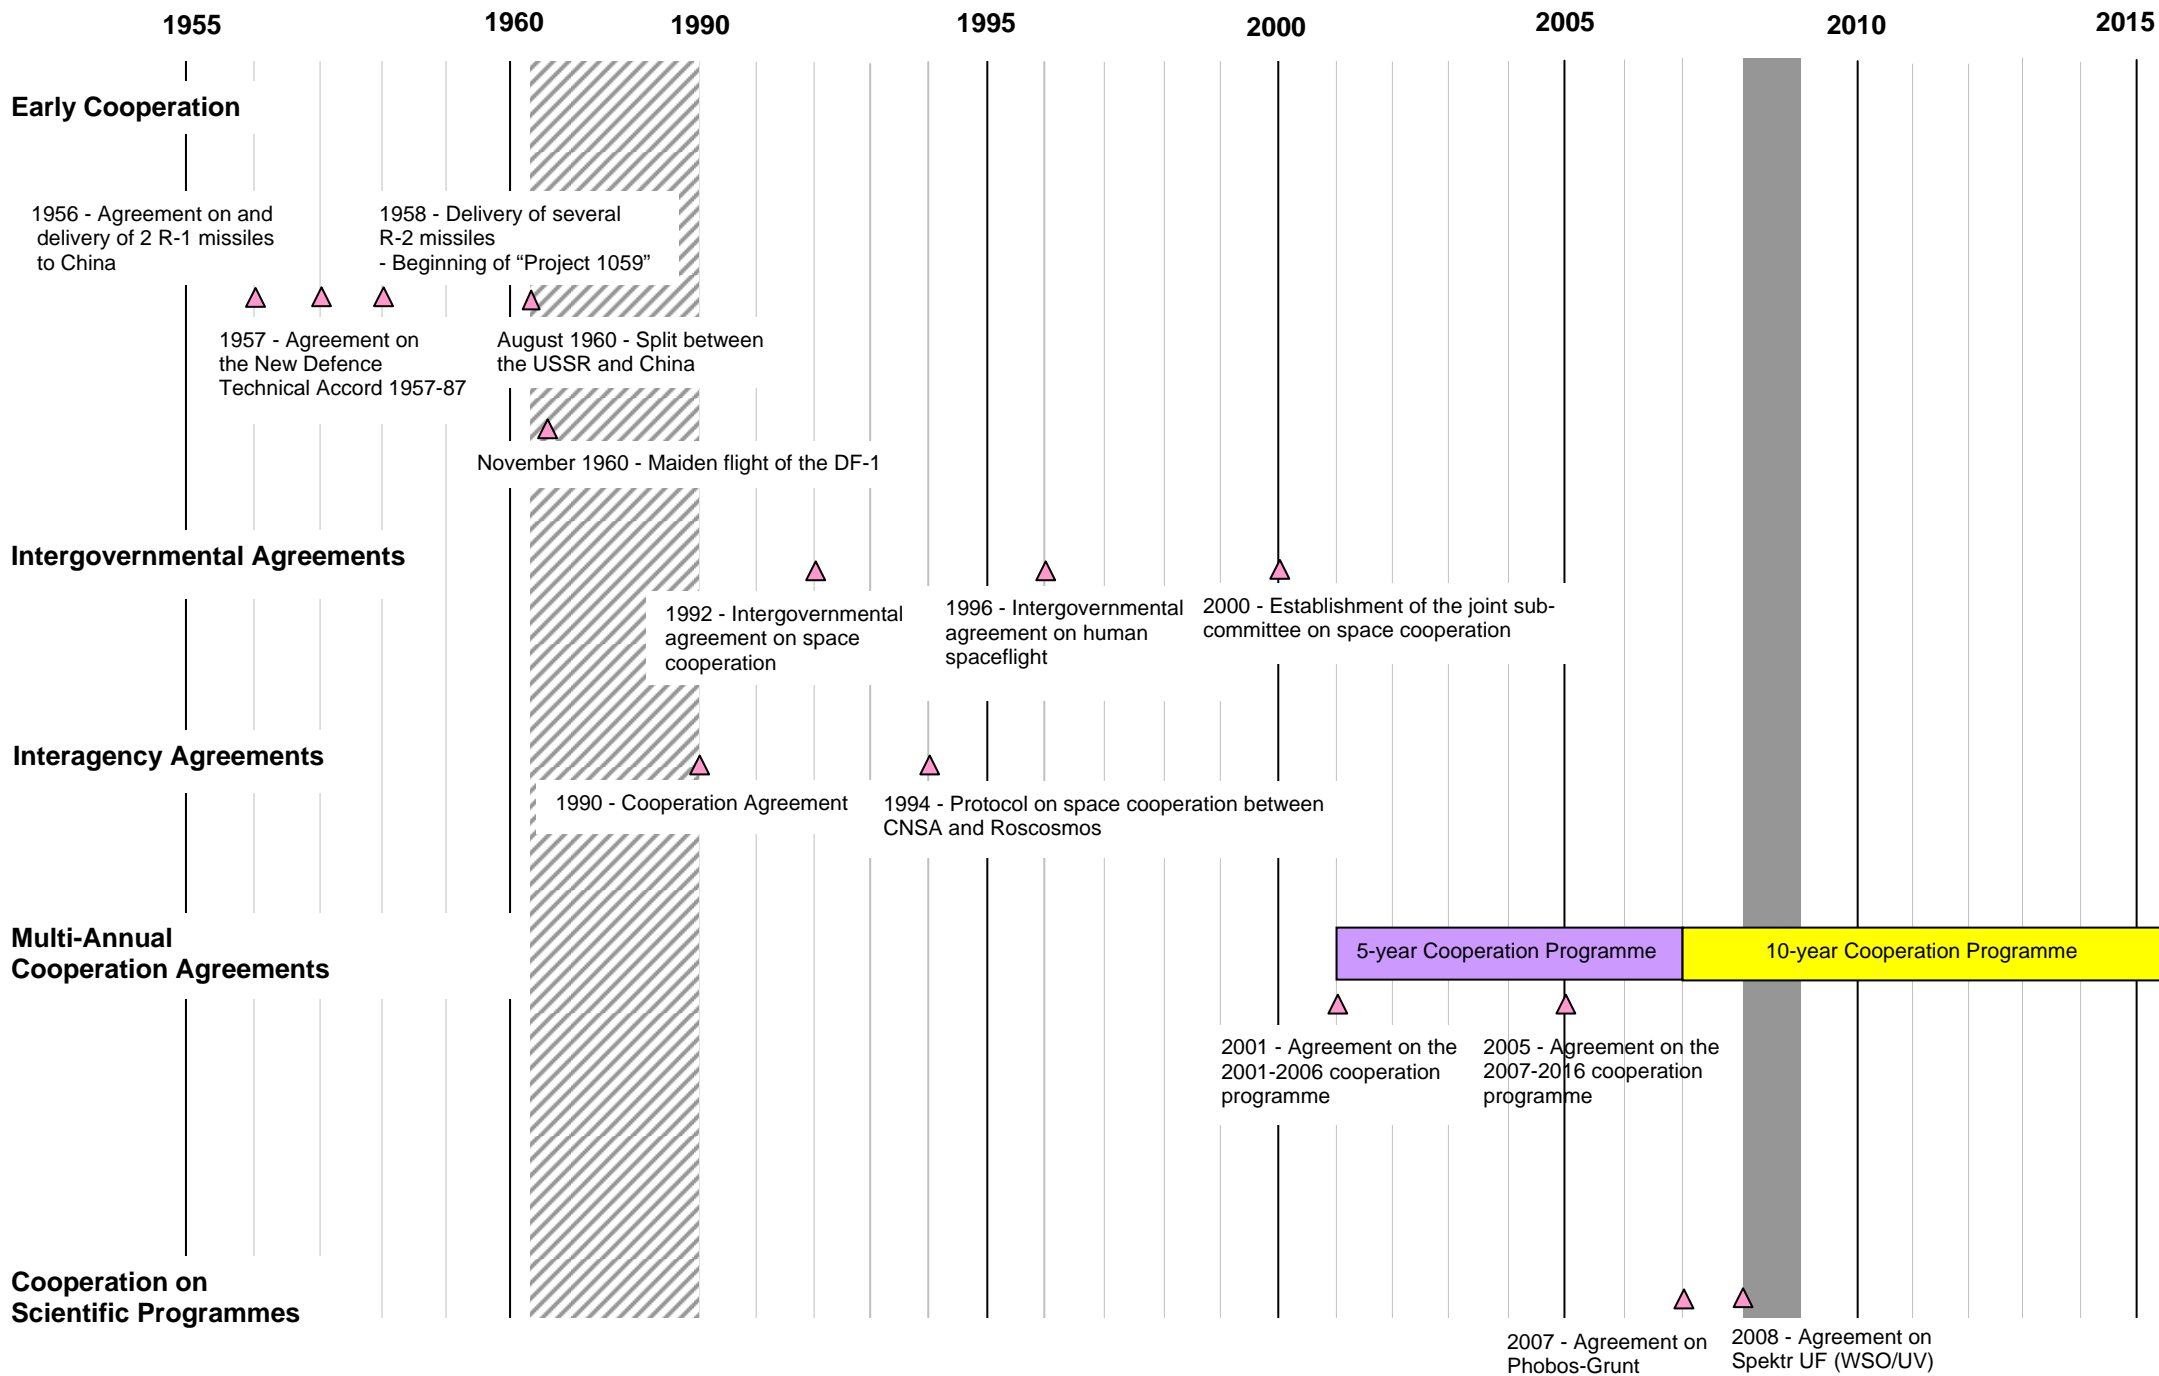 1955
1960
1990
1995
2000
2005
2010
2015
Early Cooperation
1956 - Agreement on and
delivery of 2 R-1 missiles
to China
1958 - Delivery of several
R-2 missiles
- Beginning of “Project 1059”
1957 - Agreement on
the New Defence
Technical Accord 1957-87
August 1960 - Split between
the USSR and China
November 1960 - Maiden flight of the DF-1
Intergovernmental Agreements
1992 - Intergovernmental
agreement on space
cooperation
1996 - Intergovernmental
agreement on human
spaceflight
2000 - Establishment of the joint sub-
committee on space cooperation
Interagency Agreements
1990 - Cooperation Agreement
1994 - Protocol on space cooperation between
CNSA and Roscosmos
Multi-Annual
Cooperation Agreements
5-year Cooperation Programme
10-year Cooperation Programme
2001 - Agreement on the
2001-2006 cooperation
programme
2005 - Agreement on the
2007-2016 cooperation
programme
Cooperation on
Scientific Programmes
2007 - Agreement on
Phobos-Grunt
2008 - Agreement on
Spektr UF (WSO/UV)